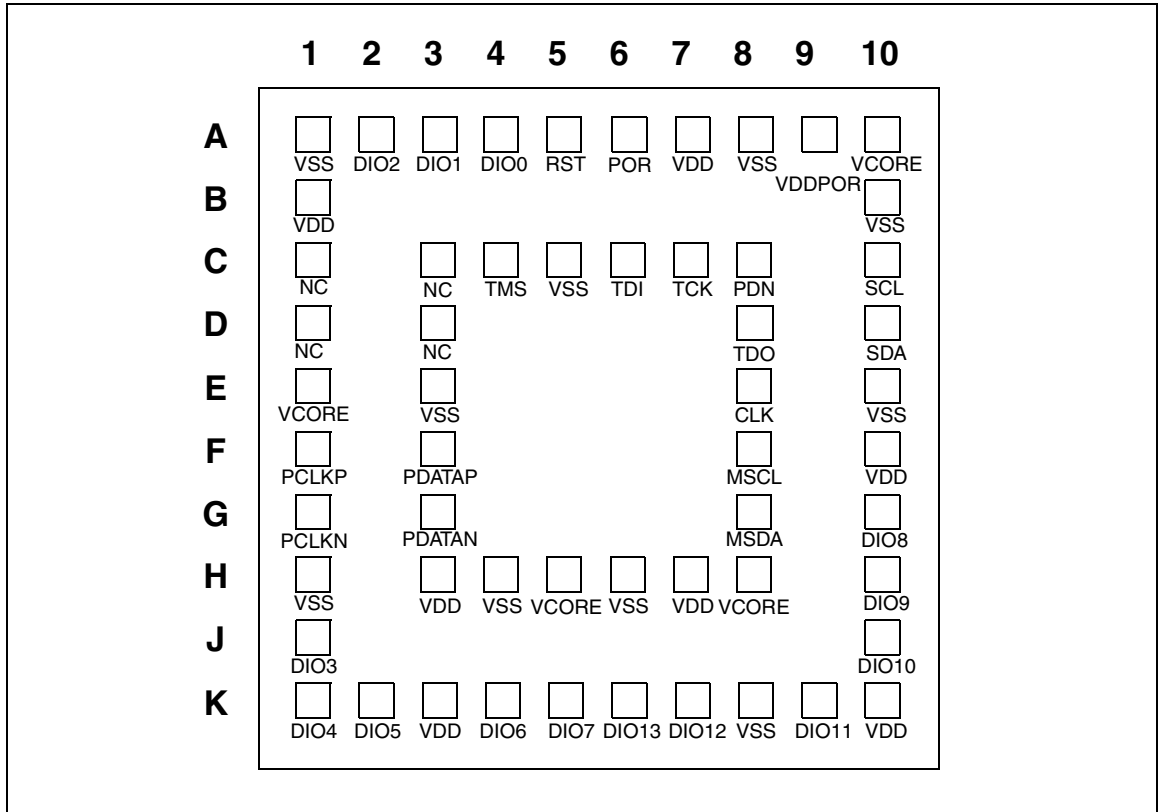 1 2 3 4 5 6 7 8 9 10
A
VSS DIO2 DIO1 DIO0 RST POR VDD VSS VCORE
VDDPOR
B
VDD VSS
C
NC NC TMS VSS TDI TCK PDN SCL
D
NC NC TDO SDA
E
VCORE VSS CLK VSS
F
PCLKP PDATAP MSCL VDD
G
PCLKN PDATAN MSDA DIO8
H
VSS VDD VSS VCORE VSS VDD VCORE DIO9
J
DIO3 DIO10
K
DIO4 DIO5 VDD DIO6 DIO7 DIO13 DIO12 VSS DIO11 VDD